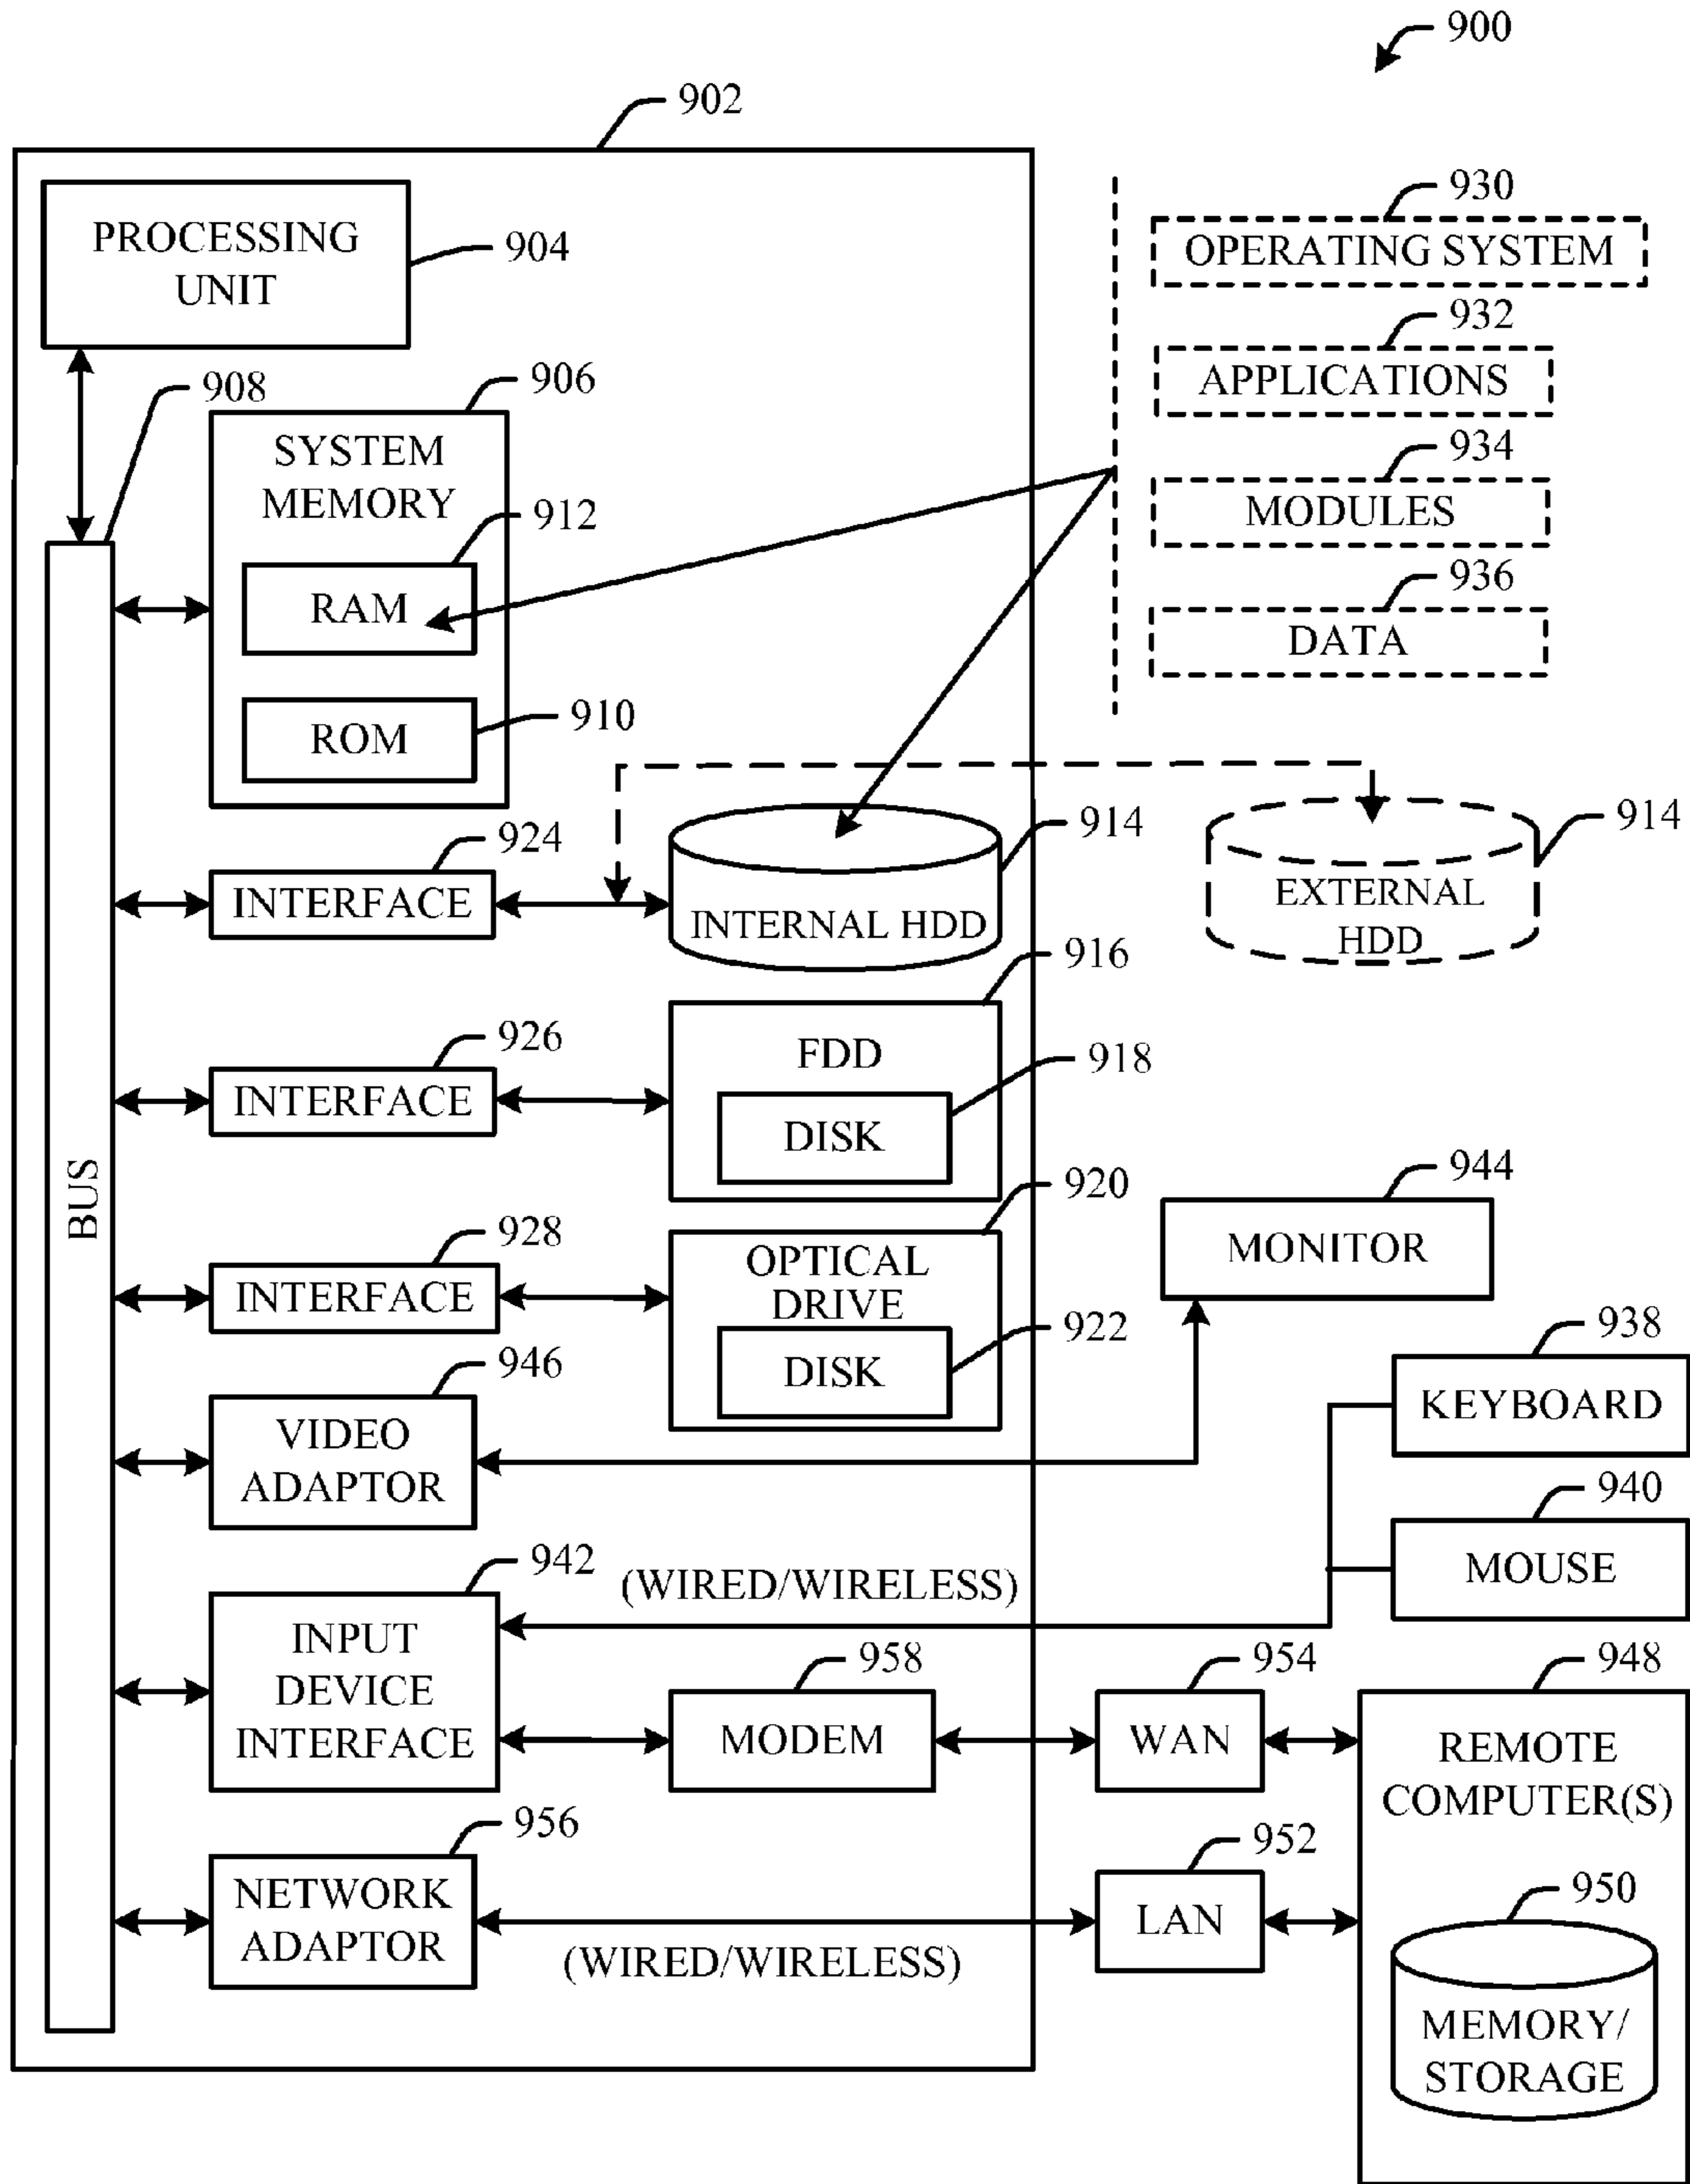 900
902
PROCESSING
UNIT
904
930
OPERATING SYSTEM
932
APPLICATIONS
934
MODULES
936
DATA
908
906
SYSTEM
MEMORY
912
RAM
910
ROM
BUS
924
INTERFACE
914
INTERNAL HDD
914
EXTERNAL
HDD
916
926
INTERFACE
FDD
918
DISK
920
928
INTERFACE
OPTICAL
DRIVE
922
DISK
944
MONITOR
938
KEYBOARD
946
VIDEO
ADAPTOR
940
MOUSE
942
(WIRED/WIRELESS)
INPUT
DEVICE
INTERFACE
958
MODEM
954
WAN
948
REMOTE
COMPUTER(S)
956
NETWORK
ADAPTOR
(WIRED/WIRELESS)
952
LAN
950
MEMORY/
STORAGE